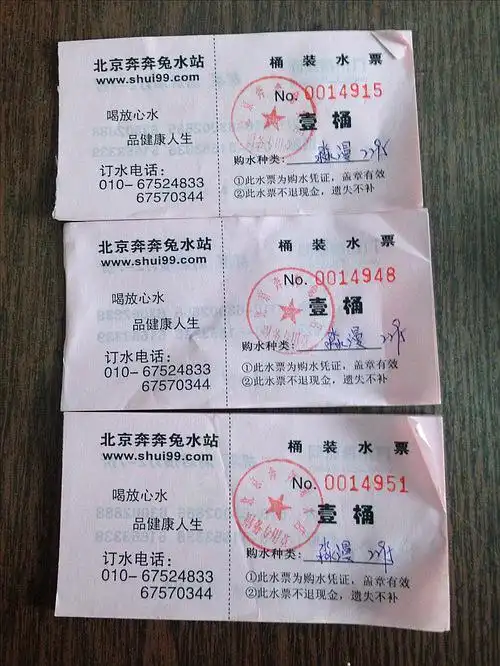 北京奔奔兔水站
www.shui99.com
喝放心水
品健康人生
订水电话：
010-67524833
67570344
桶装水票
No. 0014915
壹桶
购水种类：淼漫
①此水票为购水凭证，盖章有效
②此水票不退现金，遗失不补
北京奔奔兔水站
www.shui99.com
喝放心水
品健康人生
订水电话：
010-67524833
67570344
桶装水票
No. 0014948
壹桶
购水种类：淼漫
①此水票为购水凭证，盖章有效
②此水票不退现金，遗失不补
北京奔奔兔水站
www.shui99.com
喝放心水
品健康人生
订水电话：
010-67524833
67570344
桶装水票
No. 0014951
壹桶
购水种类：淼漫
①此水票为购水凭证，盖章有效
②此水票不退现金，遗失不补